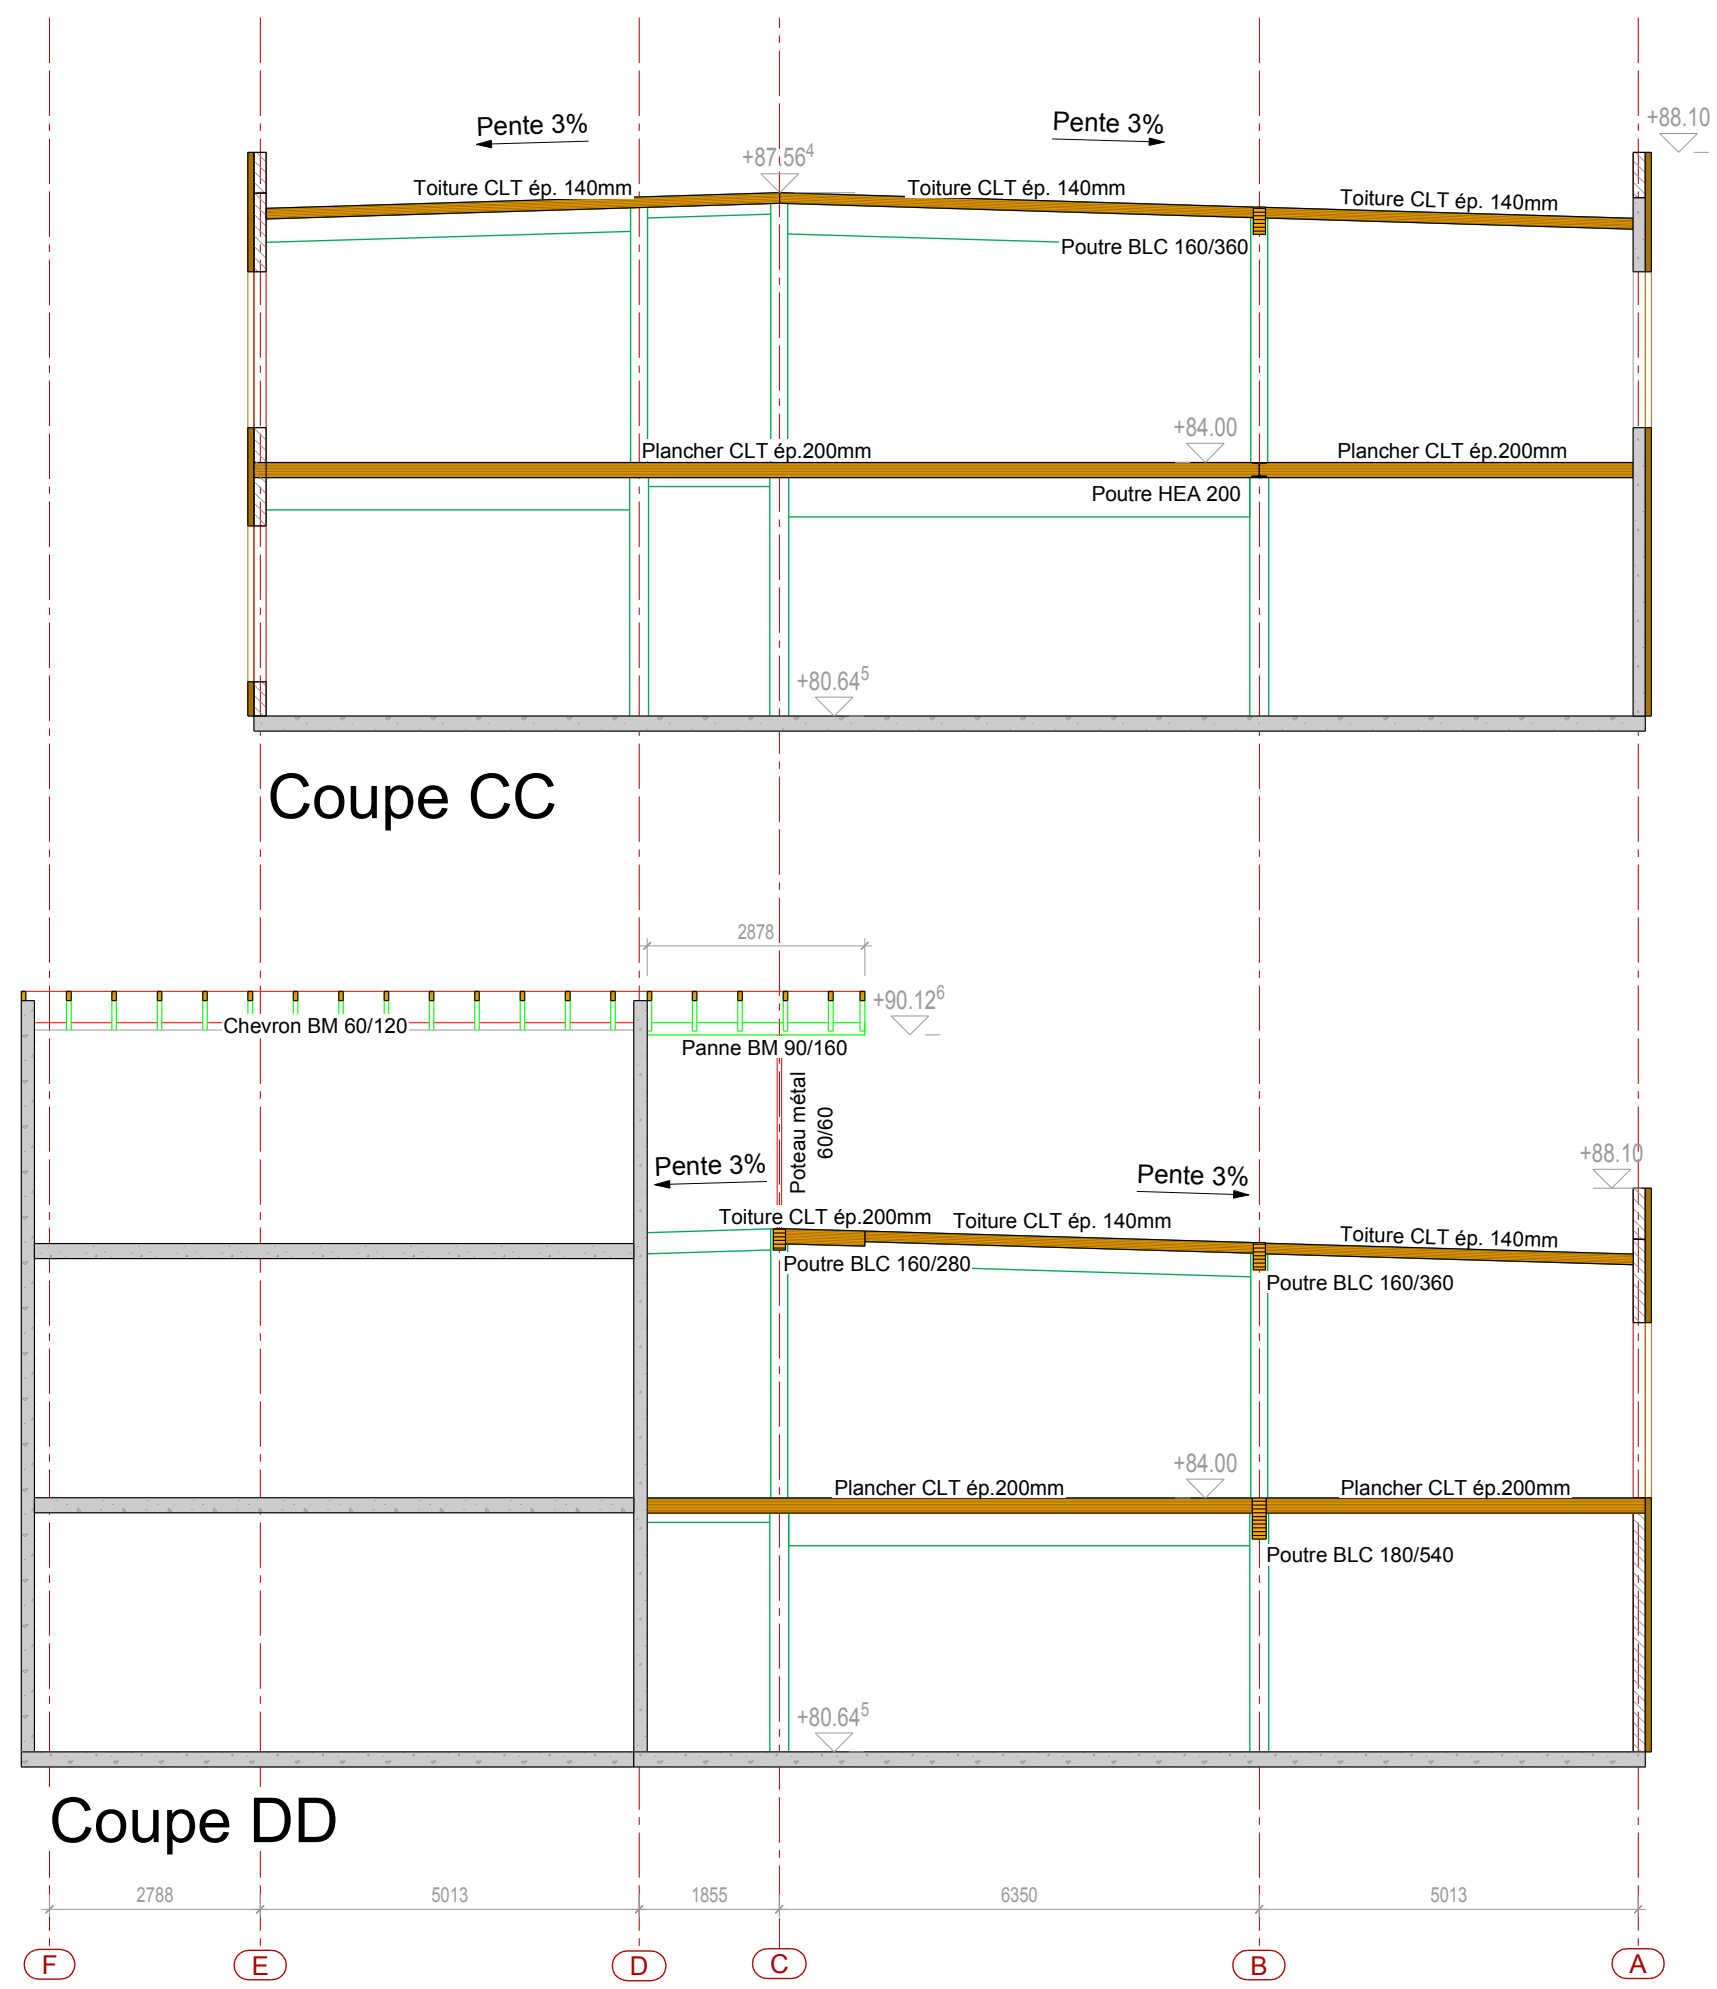 Pente 3%
Pente 3%
+88.10
+87.56⁴
Toiture CLT ép. 140mm
Toiture CLT ép. 140mm
Toiture CLT ép. 140mm
Poutre BLC 160/360
+84.00
Plancher CLT ép.200mm
Plancher CLT ép.200mm
Poutre HEA 200
+80.64⁵
Coupe CC
2878
+90.12⁶
Chevron BM 60/120
Panne BM 90/160
Poteau métal
60/60
Pente 3%
Pente 3%
+88.10
Toiture CLT ép.200mm
Toiture CLT ép. 140mm
Toiture CLT ép. 140mm
Poutre BLC 160/280
Poutre BLC 160/360
+84.00
Plancher CLT ép.200mm
Plancher CLT ép.200mm
Poutre BLC 180/540
+80.64⁵
Coupe DD
2788
5013
1855
6350
5013
F
E
D
C
B
A